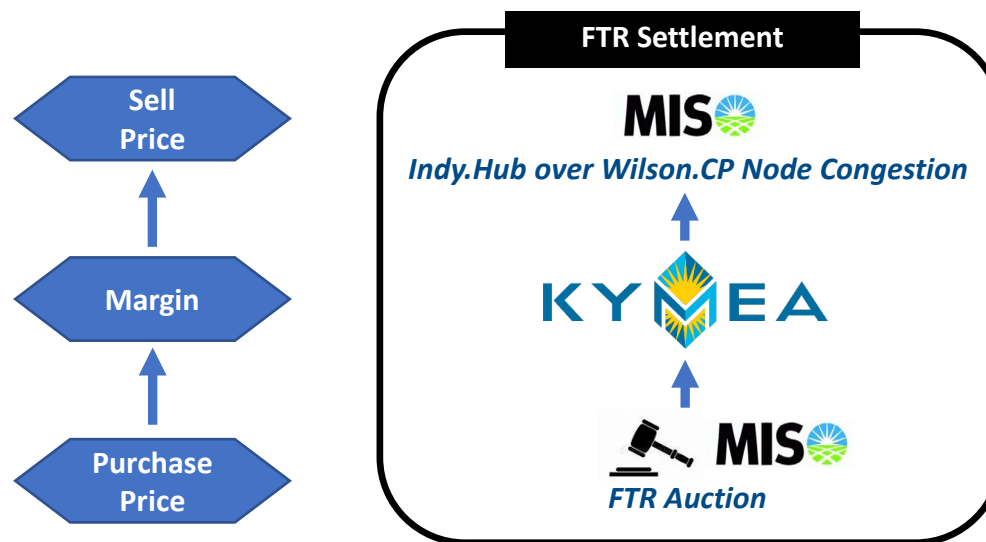 FTR Settlement
Sell
Price
MISO
Indy.Hub over Wilson.CP Node Congestion
Margin
KYMEA
Purchase
Price
MISO
FTR Auction